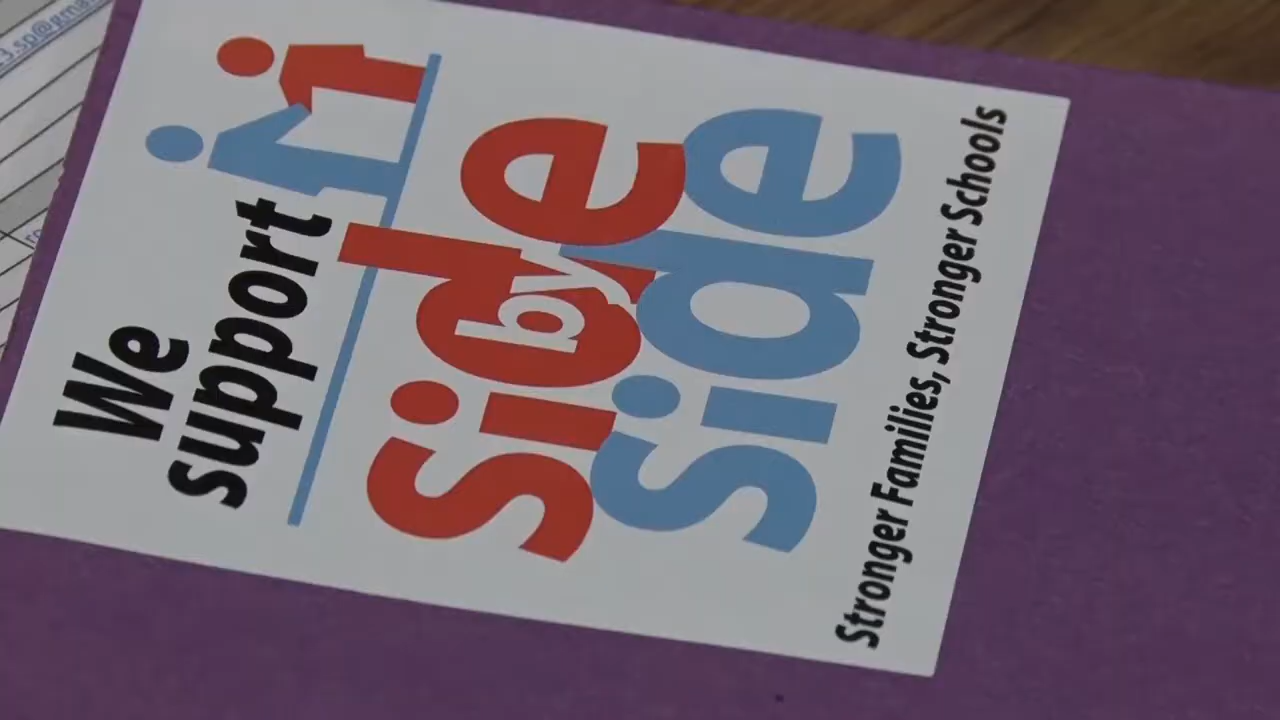 We
support
side
by
side
Stronger Families, Stronger Schools